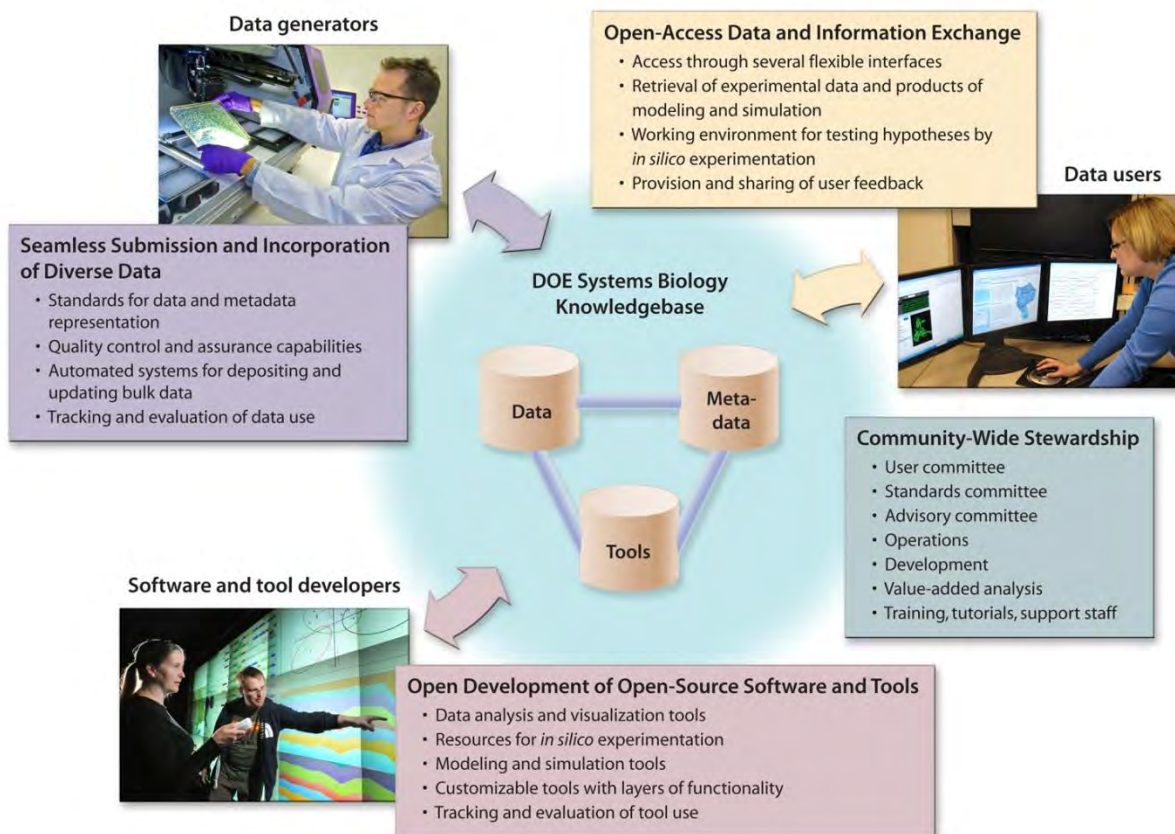 Data generators
Open-Access Data and Information Exchange
• Access through several flexible interfaces
• Retrieval of experimental data and products of
modeling and simulation
• Working environment for testing hypotheses by
in silico experimentation
• Provision and sharing of user feedback
Data users
Seamless Submission and Incorporation
of Diverse Data
• Standards for data and metadata
representation
• Quality control and assurance capabilities
• Automated systems for depositing and
updating bulk data
• Tracking and evaluation of data use
DOE Systems Biology
Knowledgebase
Data
Meta-
data
Tools
Community-Wide Stewardship
• User committee
• Standards committee
• Advisory committee
• Operations
• Development
• Value-added analysis
• Training, tutorials, support staff
Software and tool developers
Open Development of Open-Source Software and Tools
• Data analysis and visualization tools
• Resources for in silico experimentation
• Modeling and simulation tools
• Customizable tools with layers of functionality
• Tracking and evaluation of tool use